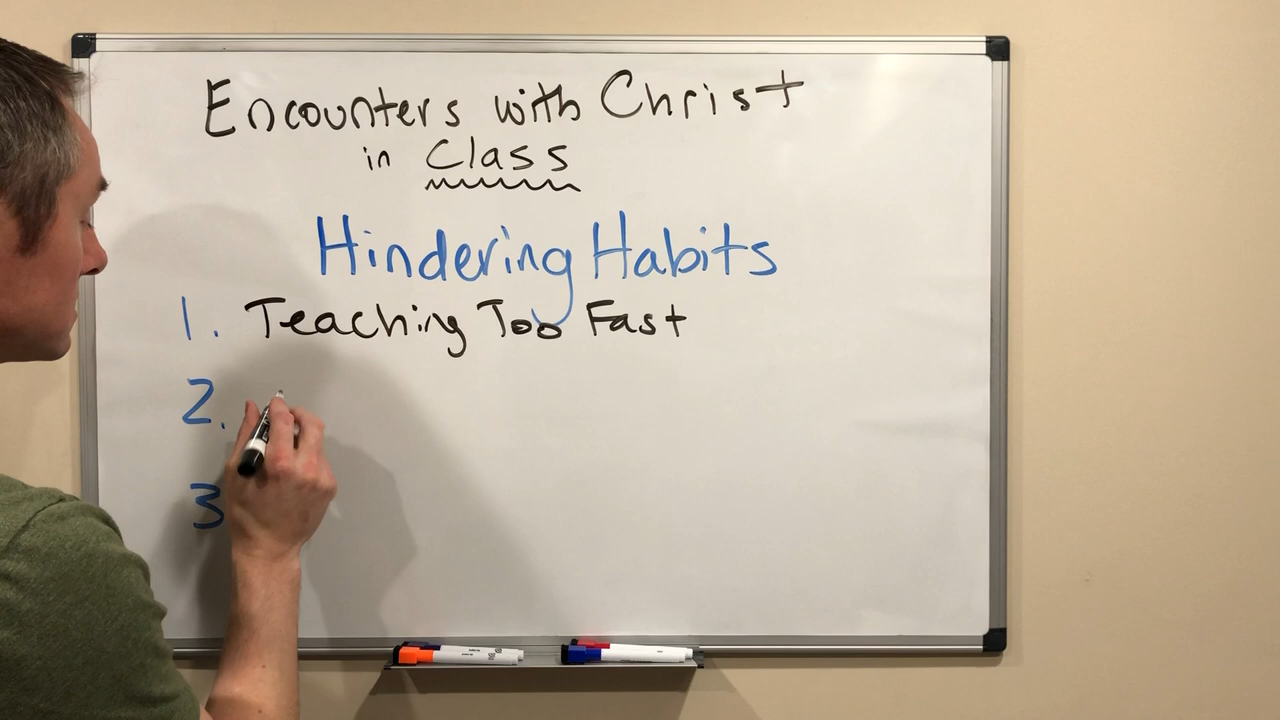 Encounters with Christ
in Class
Hindering Habits
1. Teaching Too Fast
2.
3